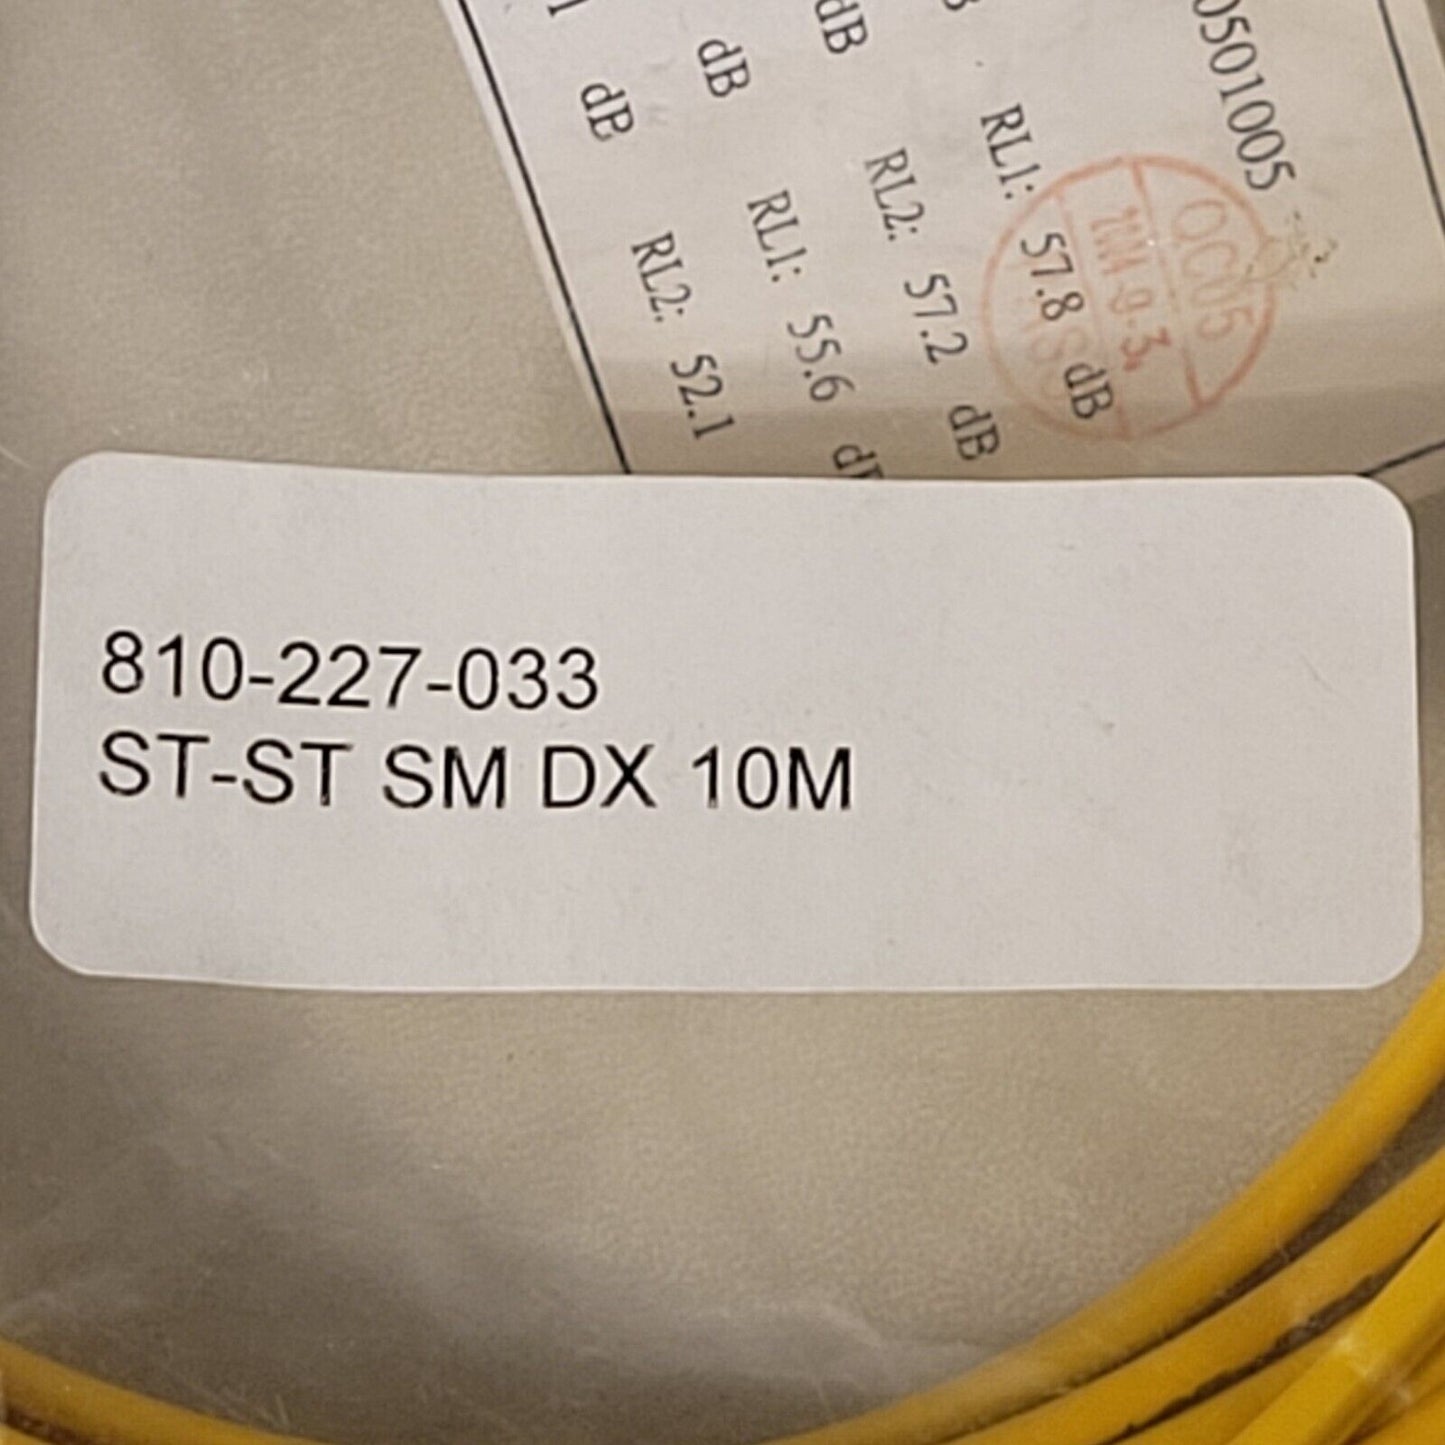 0501005
RL1: 57.8 dB
dB RL2: 57.2 dB
dB RL1: 55.6
dB RL2: 52.1
QC05
810-227-033
ST-ST SM DX 10M